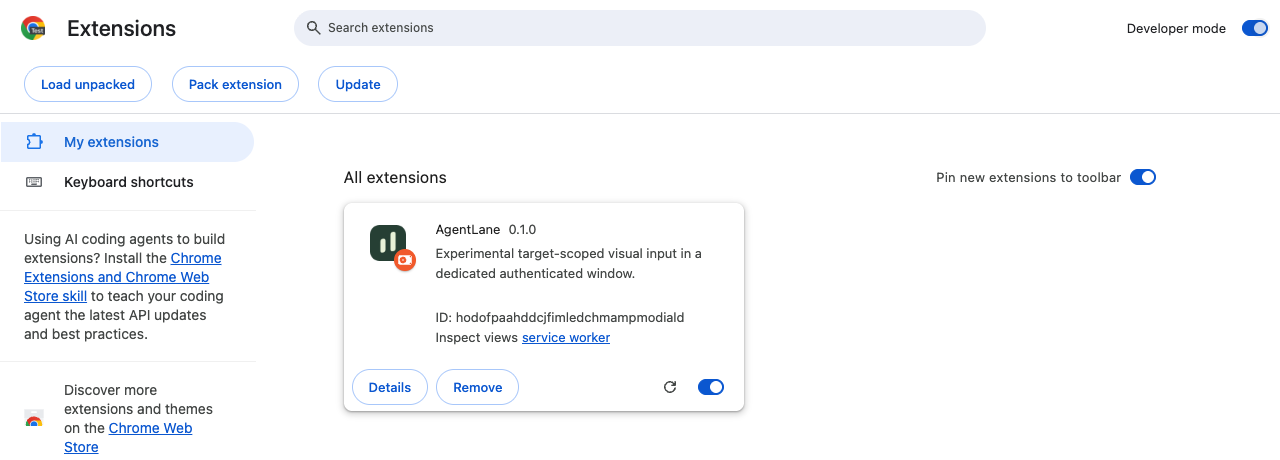 Extensions
Search extensions
Developer mode
Load unpacked
Pack extension
Update
My extensions
Keyboard shortcuts
Using AI coding agents to build
extensions? Install the Chrome
Extensions and Chrome Web
Store skill to teach your coding
agent the latest API updates
and best practices.
Discover more
extensions and themes
on the Chrome Web
Store
All extensions
Pin new extensions to toolbar
AgentLane 0.1.0
Experimental target-scoped visual input in a
dedicated authenticated window.
ID: hodofpaahddcjfimledchmampmodiald
Inspect views service worker
Details
Remove
Test